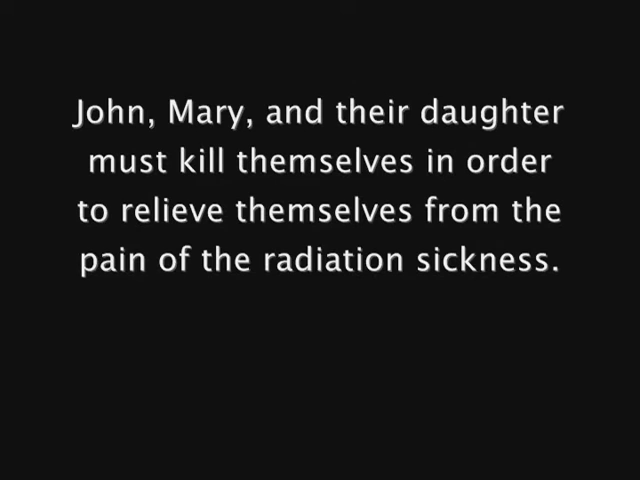 John, Mary, and their daughter
must kill themselves in order
to relieve themselves from the
pain of the radiation sickness.